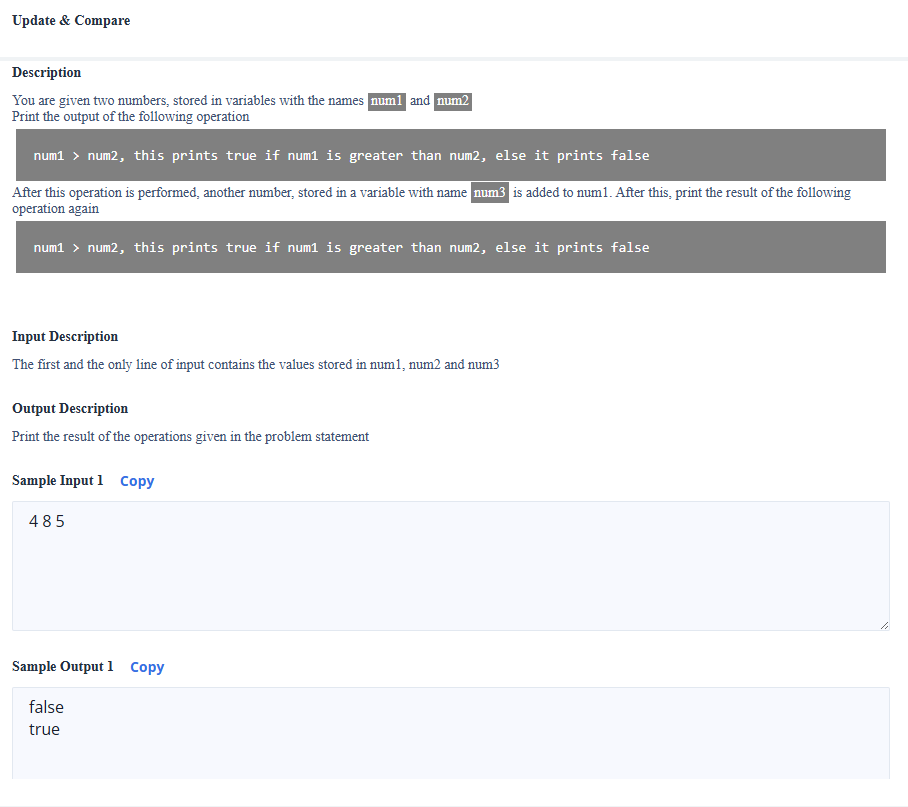 Update & Compare
Description
You are given two numbers, stored in variables with the names num1 and num2
Print the output of the following operation
num1 > num2, this prints true if num1 is greater than num2, else it prints false
After this operation is performed, another number, stored in a variable with name num3 is added to num1. After this, print the result of the following
operation again
num1 > num2, this prints true if num1 is greater than num2, else it prints false
Input Description
The first and the only line of input contains the values stored in num1, num2 and num3
Output Description
Print the result of the operations given in the problem statement
Sample Input 1 Copy
4 8 5
Sample Output 1 Copy
false
true